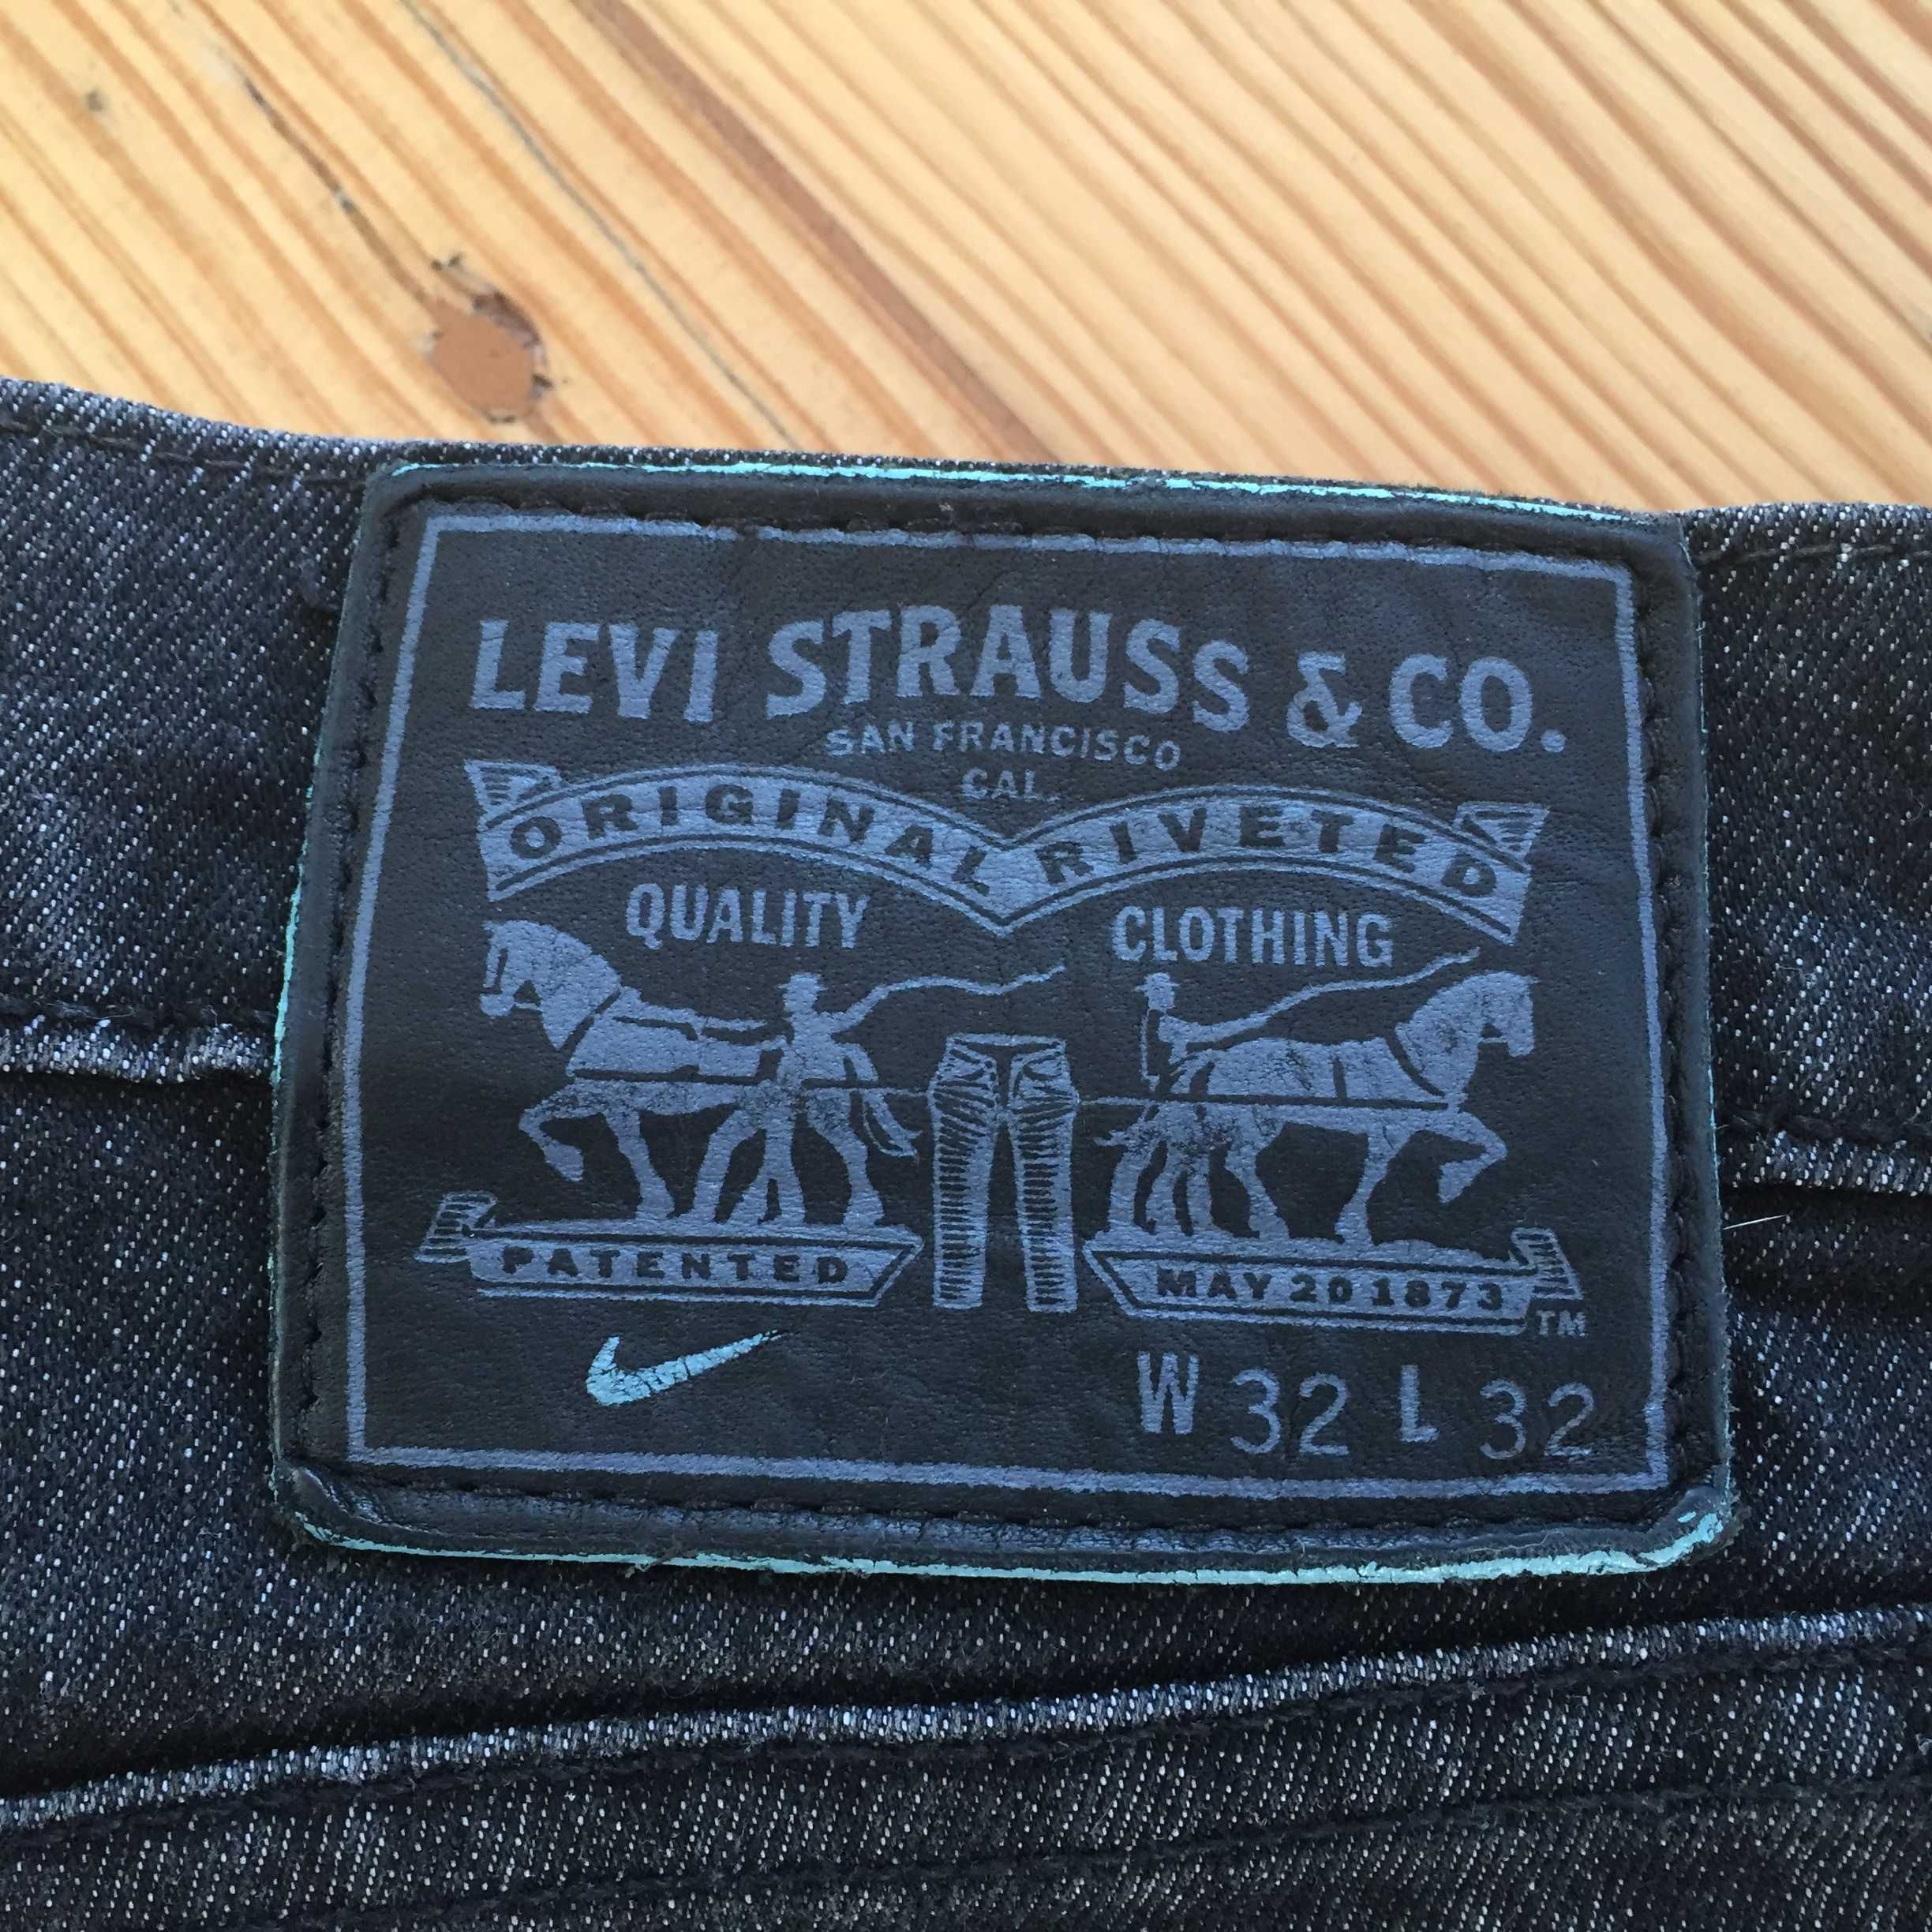 LEVI STRAUSS & CO.
SAN FRANCISCO
CAL.
ORIGINAL RIVETED
QUALITY CLOTHING
PATENTED MAY 20 1873 TM
W 32 L 32